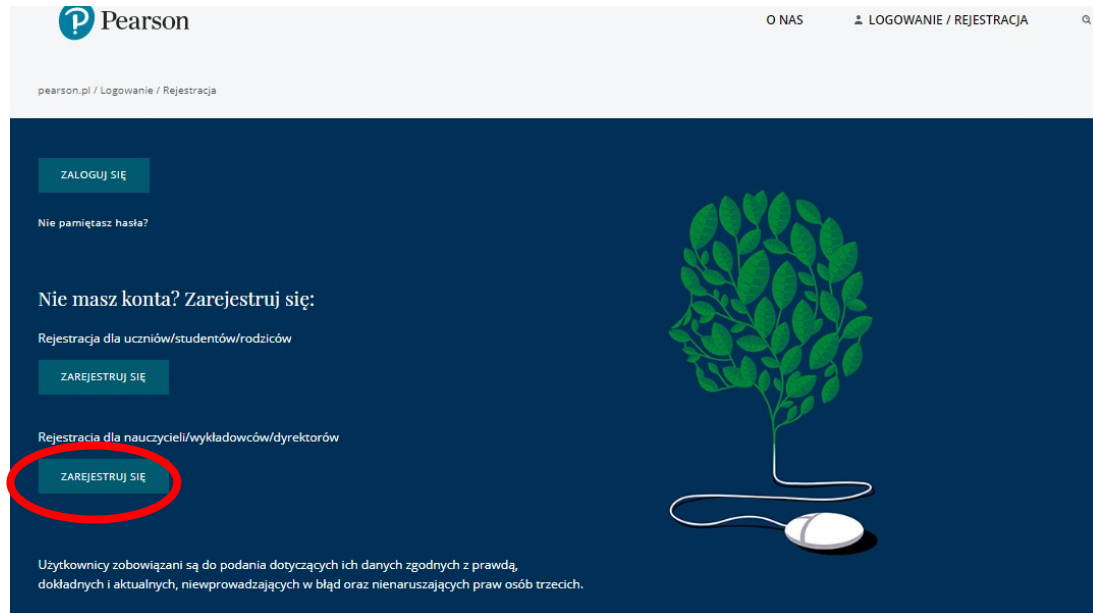 Pearson
O NAS
LOGOWANIE / REJESTRACJA
pearson.pl / Logowanie / Rejestracja
ZALOGUJ SIĘ
Nie pamiętasz hasła?
Nie masz konta? Zarejestruj się:
Rejestracja dla uczniów/studentów/rodziców
ZAREJESTRUJ SIĘ
Rejestracja dla nauczycieli/wykładowców/dyrektorów
ZAREJESTRUJ SIĘ
Użytkownicy zobowiązani są do podania dotyczących ich danych zgodnych z prawdą,
dokładnych i aktualnych, niewprowadzających w błąd oraz nienaruszających praw osób trzecich.